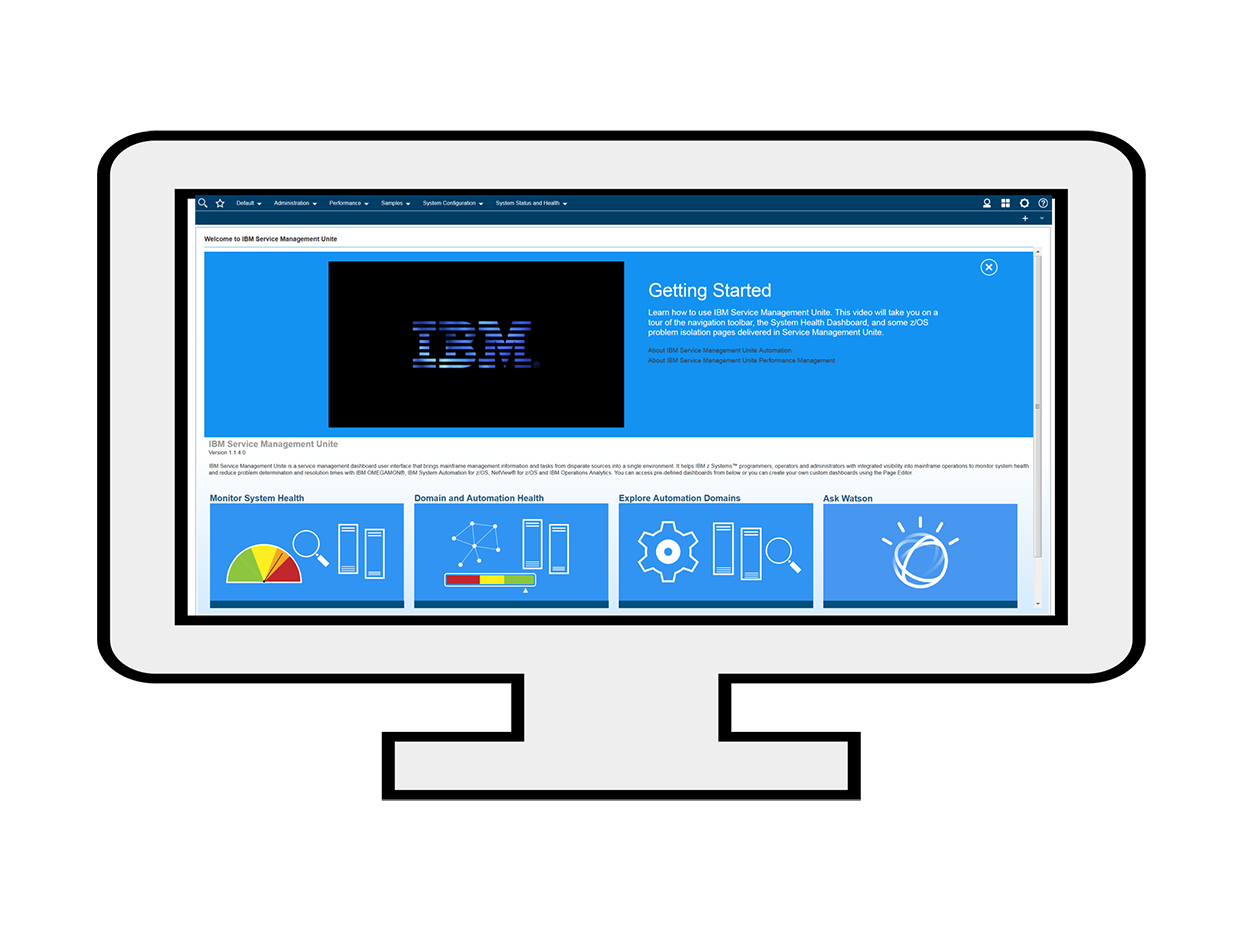 Default Administration Performance Samples System Configuration System Status and Health
Welcome to IBM Service Management Unite
IBM
Getting Started
Learn how to use IBM Service Management Unite. This video will take you on a
tour of the navigation toolbar, the System Health Dashboard, and some z/OS
problem isolation pages delivered in Service Management Unite.
About IBM Service Management Unite Automation
About IBM Service Management Unite Performance Management
IBM Service Management Unite
Version 1.1.4.0
IBM Service Management Unite is a service management dashboard user interface that brings mainframe management information and tasks from disparate sources into a single environment. It helps IBM z Systems™ programmers, operators and administrators with integrated visibility into mainframe operations to monitor system health
and reduce problem determination and resolution times with IBM OMEGAMON®, IBM System Automation for z/OS, NetView® for z/OS and IBM Operations Analytics. You can access pre-defined dashboards from below or you can create your own custom dashboards using the Page Editor.
Monitor System Health Domain and Automation Health Explore Automation Domains Ask Watson